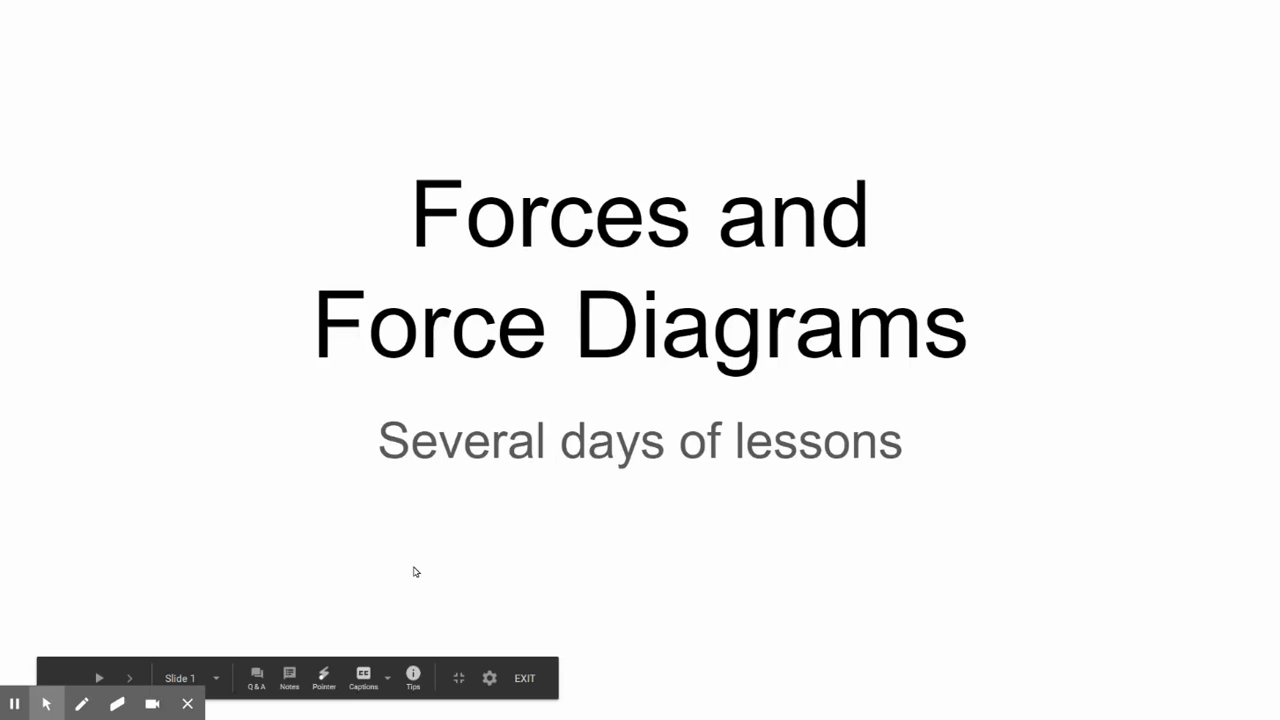 Forces and
Force Diagrams
Several days of lessons
Slide 1
Q & A
Notes
Pointer
Captions
Tips
EXIT